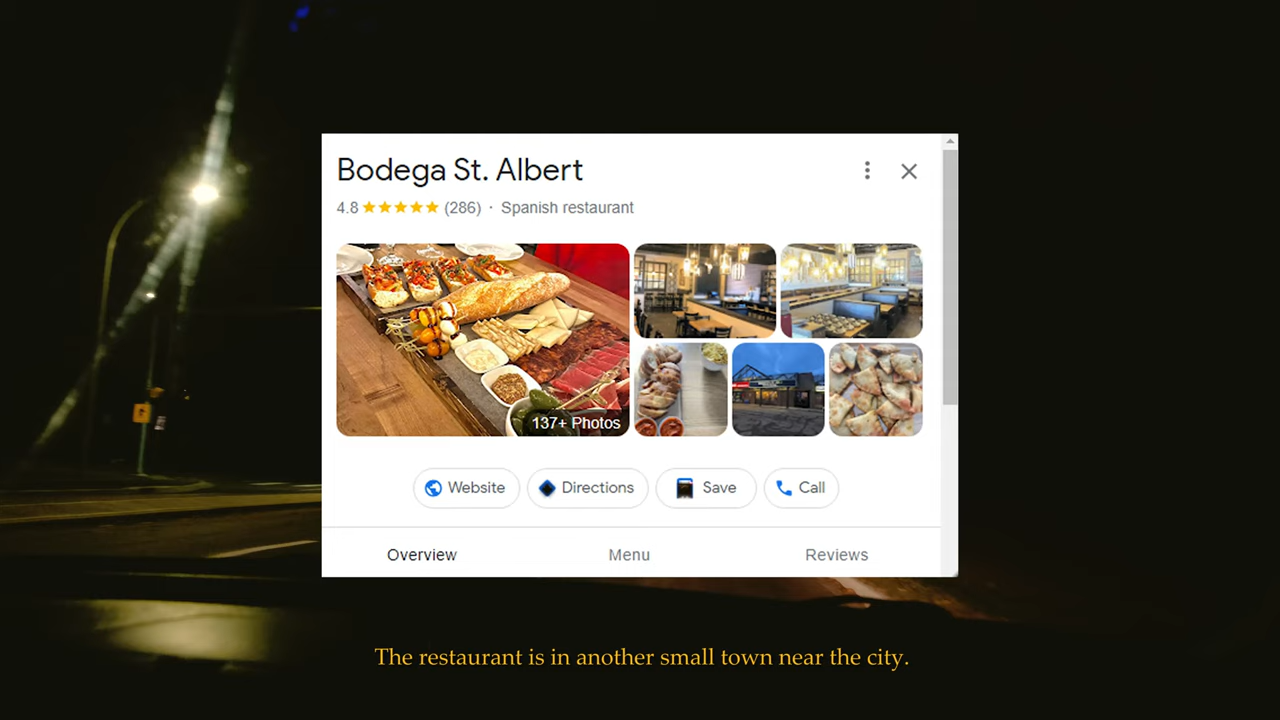 Bodega St. Albert
4.8 (286) · Spanish restaurant
137+ Photos
Website Directions Save Call
Overview Menu Reviews
The restaurant is in another small town near the city.